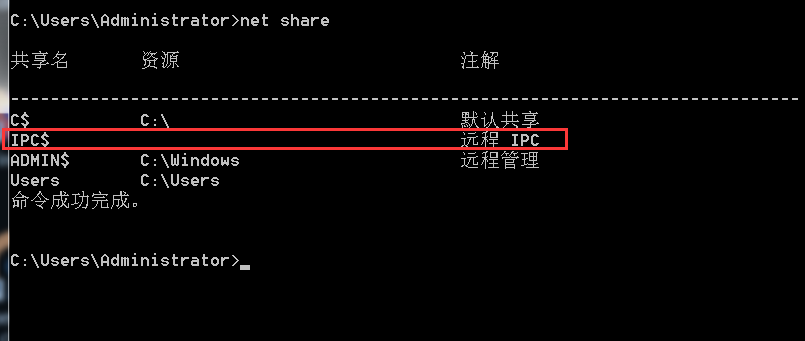 C:\Users\Administrator>net share
共享名 资源 注解
-------------------------------------------------------------------------------
C$ C:\ 默认共享
IPC$ 远程 IPC
ADMIN$ C:\Windows 远程管理
Users C:\Users
命令成功完成。
C:\Users\Administrator>_